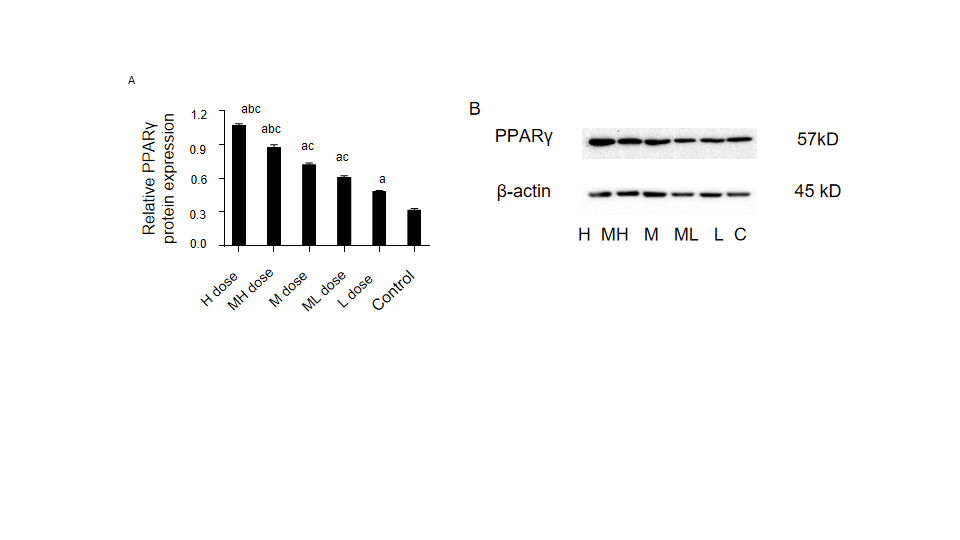 A
abc
abc
ac
ac
a
Relative PPARγ
protein expression
1.2
0.9
0.6
0.3
0.0
H dose
MH dose
M dose
ML dose
L dose
Control
B
PPARγ
57kD
β-actin
45 kD
H MH M ML L C